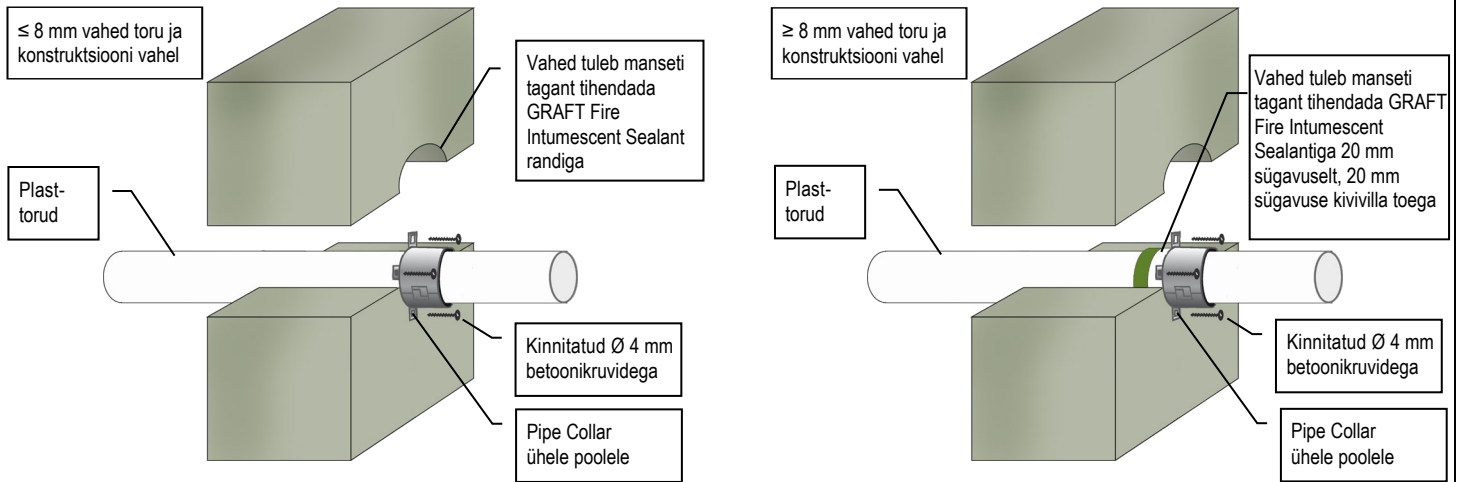 ≤ 8 mm vahed toru ja
konstruktsiooni vahel
Vahed tuleb manseti
tagant tihendada
GRAFT Fire
Intumescent Sealant
randiga
Plast-
torud
Kinnitatud Ø 4 mm
betoonikruvidega
Pipe Collar
ühele poolele
≥ 8 mm vahed toru ja
konstruktsiooni vahel
Vahed tuleb manseti
tagant tihendada GRAFT
Fire Intumescent
Sealantiga 20 mm
sügavuselt, 20 mm
sügavuse kivivilla toega
Plast-
torud
Kinnitatud Ø 4 mm
betoonikruvidega
Pipe Collar
ühele poolele